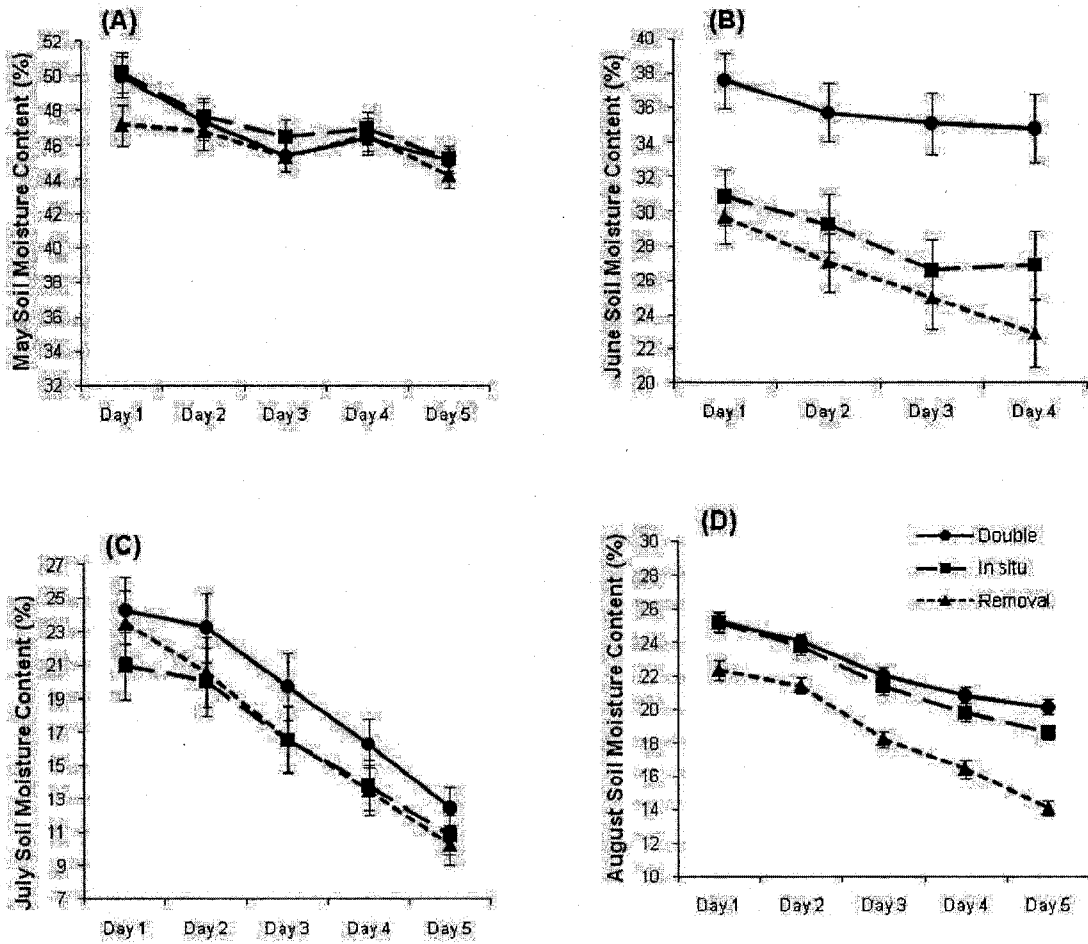 (A)
May Soil Moisture Content (%)
52
50
48
46
44
42
40
38
36
34
32
Day 1 Day 2 Day 3 Day 4 Day 5
(B)
June Soil Moisture Content (%)
40
38
36
34
32
30
28
26
24
22
20
Day 1 Day 2 Day 3 Day 4
(C)
July Soil Moisture Content (%)
27
25
23
21
19
17
15
13
11
9
7
Day 1 Day 2 Day 3 Day 4 Day 5
(D)
August Soil Moisture Content (%)
30
28
26
24
22
20
18
16
14
12
10
Day 1 Day 2 Day 3 Day 4 Day 5
Double
In situ
Removal